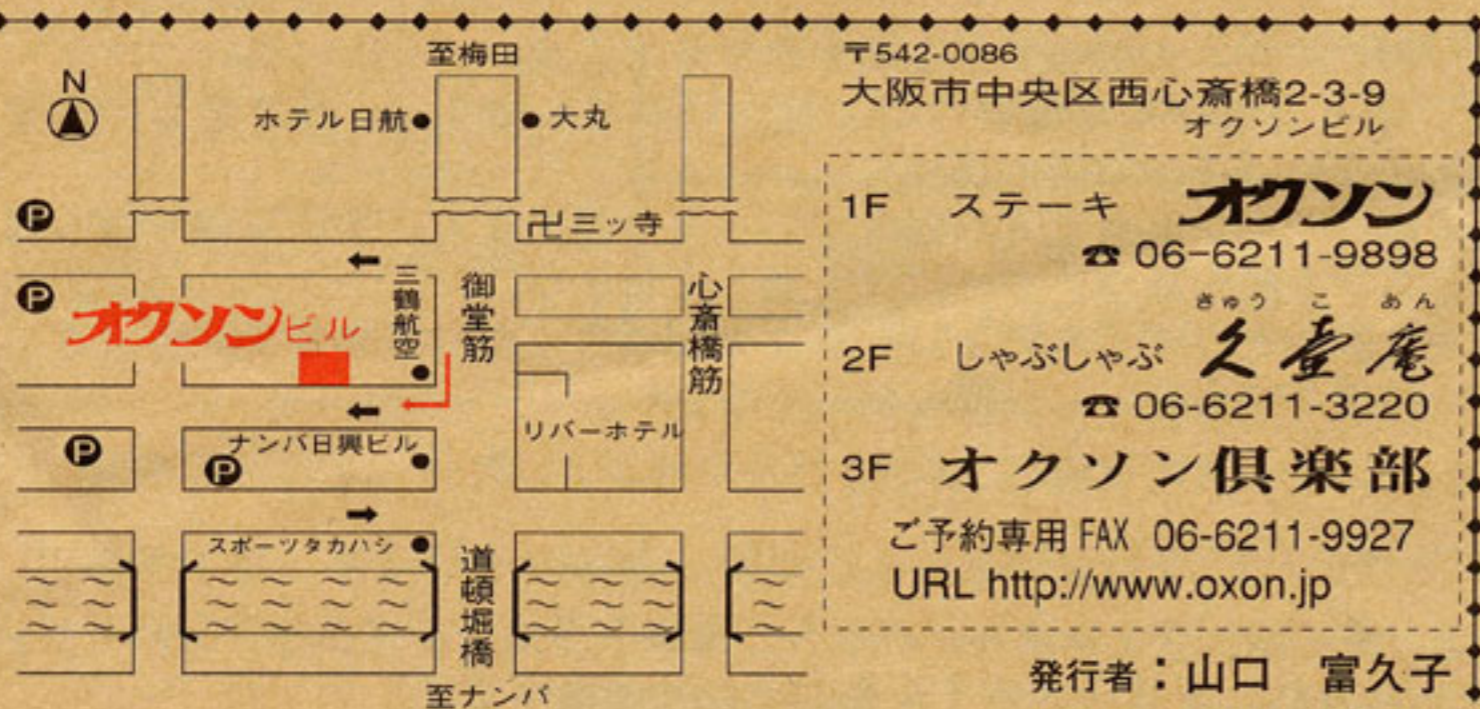 至梅田
N
ホテル日航
大丸
P
卍三ッ寺
P
オクソンビル
三鶴航空
御堂筋
心斎橋筋
リバーホテル
P
ナンバ日興ビル
P
スポーツタカハシ
道頓堀橋
至ナンバ
〒542-0086
大阪市中央区西心斎橋2-3-9
オクソンビル
1F ステーキ オクソン
☎ 06-6211-9898
きゅう こ あん
2F しゃぶしゃぶ 久壷庵
☎ 06-6211-3220
3F オクソン倶楽部
ご予約専用 FAX 06-6211-9927
URL http://www.oxon.jp
発行者：山口 富久子